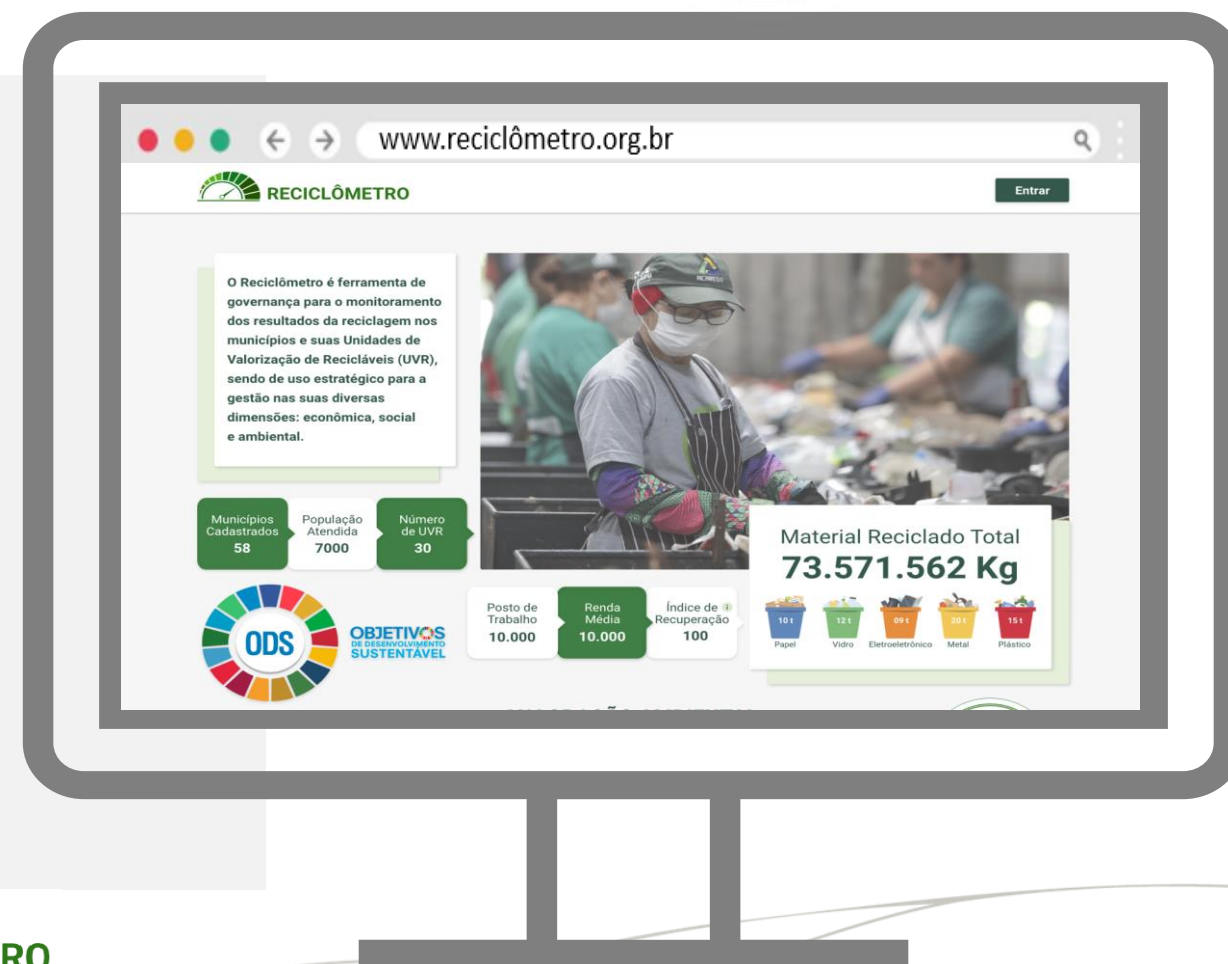 www.reciclômetro.org.br
RECICLÔMETRO
Entrar
O Reciclômetro é ferramenta de
governança para o monitoramento
dos resultados da reciclagem nos
municípios e suas Unidades de
Valorização de Recicláveis (UVR),
sendo de uso estratégico para a
gestão nas suas diversas
dimensões: econômica, social
e ambiental.
Municípios
Cadastrados
58
População
Atendida
7000
Número
de UVR
30
ODS
OBJETIVOS
DE DESENVOLVIMENTO
SUSTENTÁVEL
Posto de
Trabalho
10.000
Renda
Média
10.000
Índice de
Recuperação
100
Material Reciclado Total
73.571.562 Kg
10 t
12 t
09 t
20 t
15 t
Papel
Vidro
Eletroeletrônico
Metal
Plástico
RO